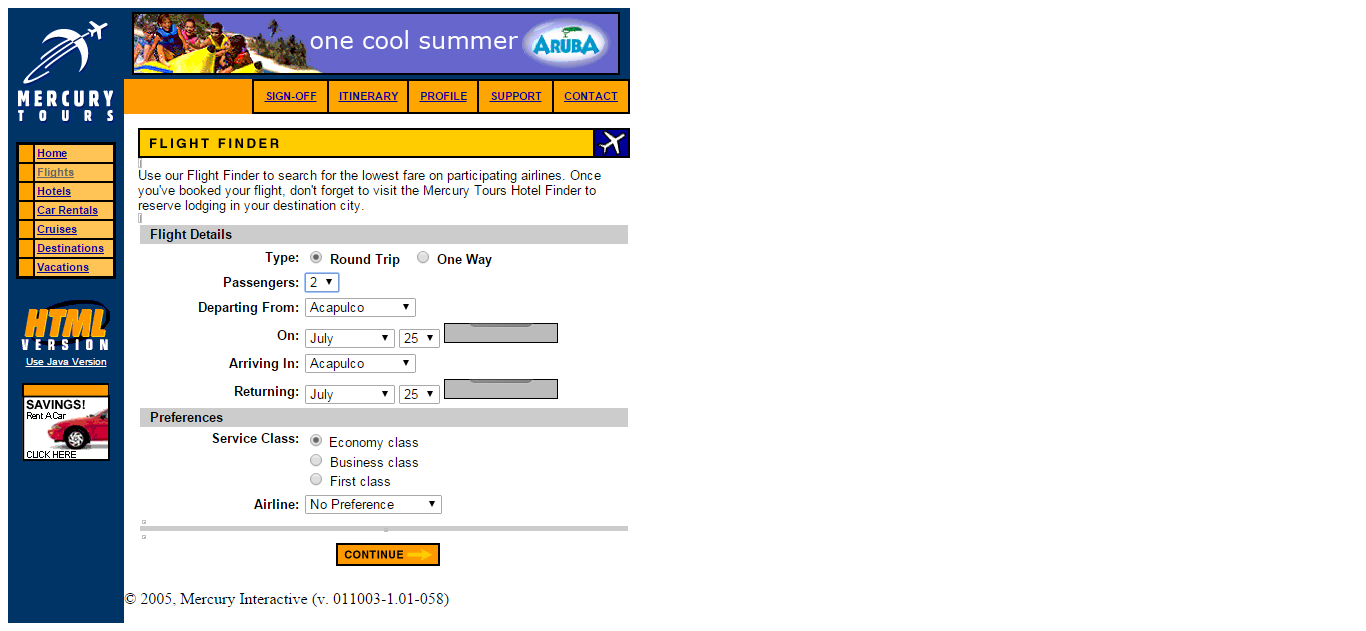 one cool summer ARUBA
MERCURY
TOURS
SIGN-OFF ITINERARY PROFILE SUPPORT CONTACT
Home
Flights
Hotels
Car Rentals
Cruises
Destinations
Vacations
HTML
VERSION
Use Java Version
SAVINGS!
Rent A Car
CLICK HERE
FLIGHT FINDER
Use our Flight Finder to search for the lowest fare on participating airlines. Once
you've booked your flight, don't forget to visit the Mercury Tours Hotel Finder to
reserve lodging in your destination city.
Flight Details
Type: Round Trip One Way
Passengers: 2
Departing From: Acapulco
On: July 25
Arriving In: Acapulco
Returning: July 25
Preferences
Service Class: Economy class
Business class
First class
Airline: No Preference
CONTINUE
© 2005, Mercury Interactive (v. 011003-1.01-058)